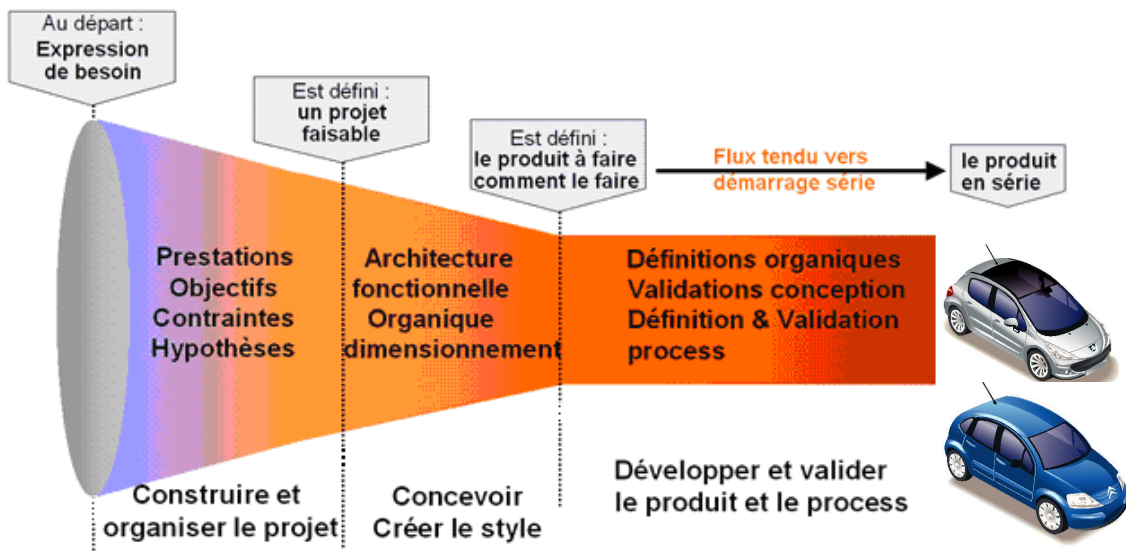 Au départ :
Expression
de besoin
Est défini :
un projet
faisable
Est défini :
le produit à faire
comment le faire
Flux tendu vers
démarrage série
le produit
en série
Prestations
Objectifs
Contraintes
Hypothèses
Architecture
fonctionnelle
Organique
dimensionnement
Définitions organiques
Validations conception
Définition & Validation
process
Construire et
organiser le projet
Concevoir
Créer le style
Développer et valider
le produit et le process